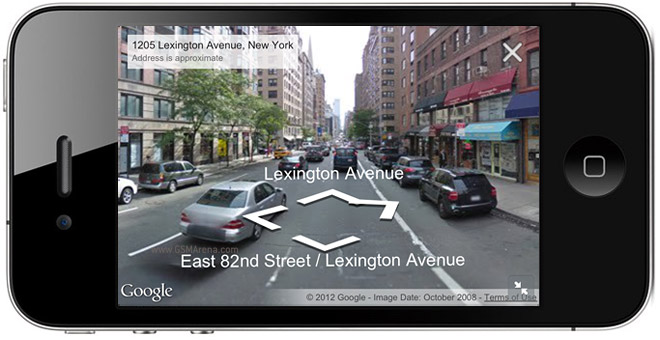 1205 Lexington Avenue, New York
Address is approximate
Lexington Avenue
www.GSMArena.com
East 82nd Street / Lexington Avenue
Google
© 2012 Google - Image Date: October 2008 - Terms of Use